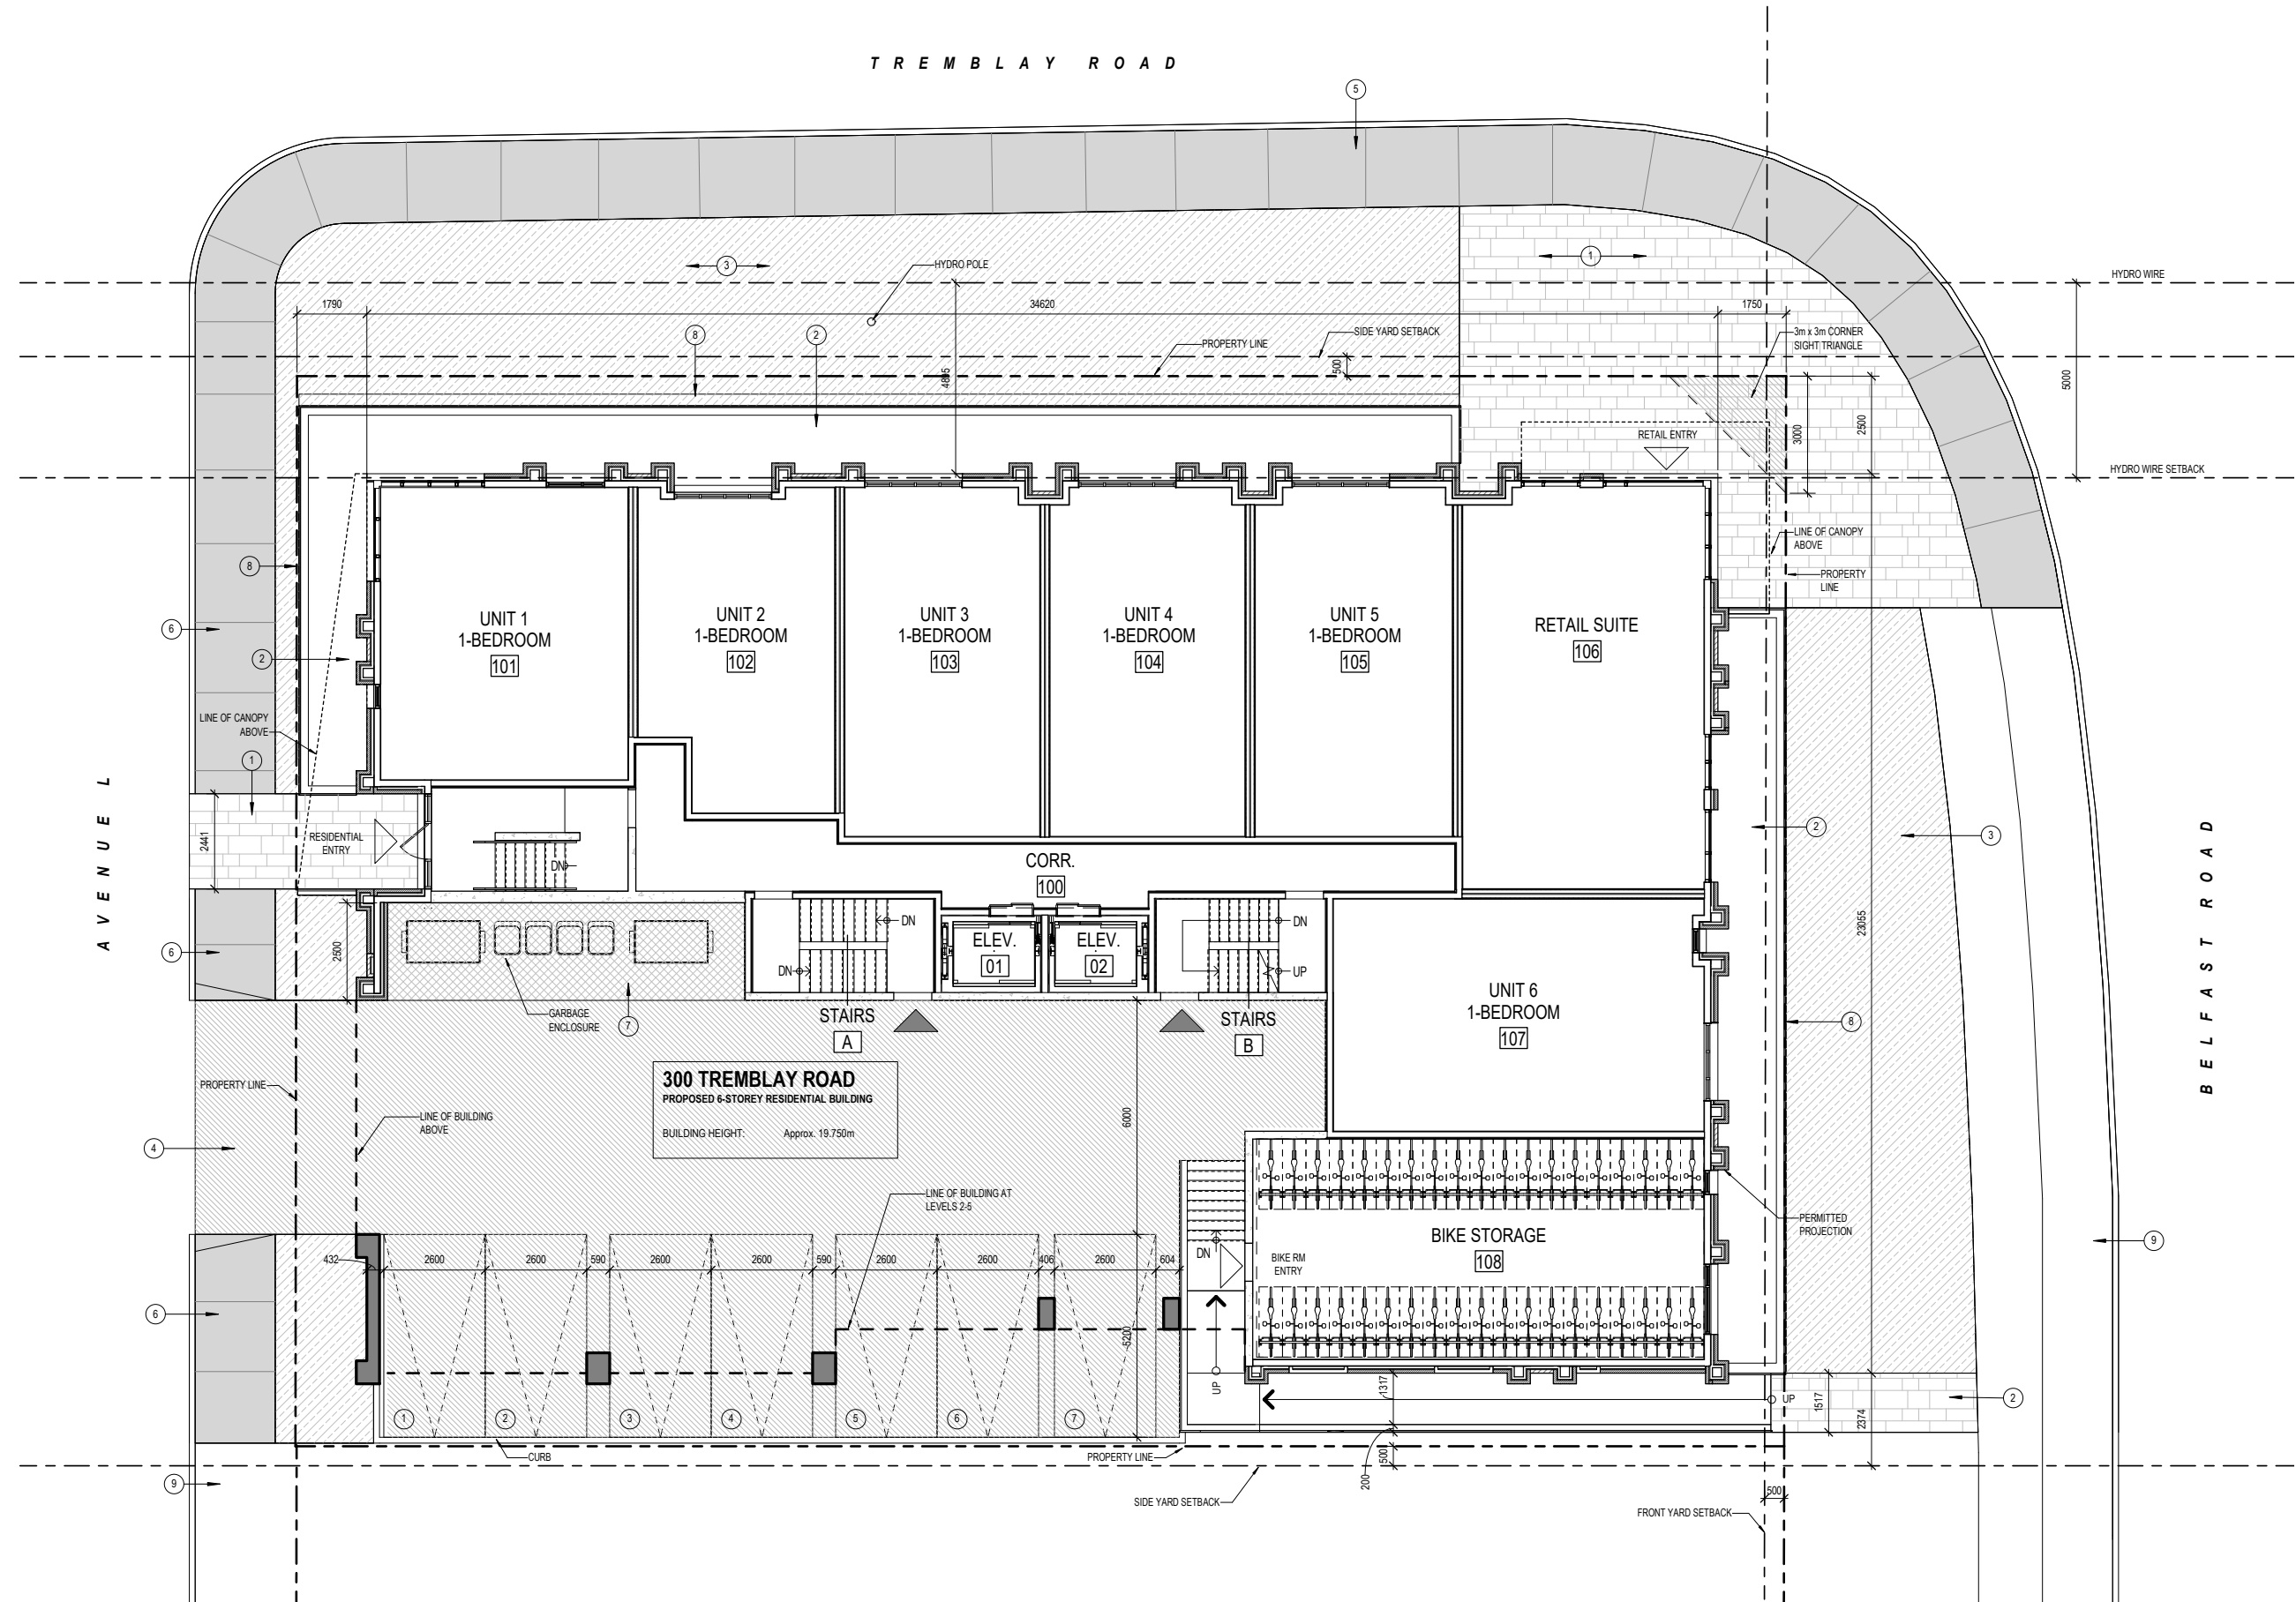 TREMBLAY ROAD
5
1
3
HYDRO POLE
HYDRO WIRE
1790
34620
1750
8
2
SIDE YARD SETBACK
PROPERTY LINE
3m x 3m CORNER
SIGHT TRIANGLE
500
4895
5000
3000
2500
RETAIL ENTRY
HYDRO WIRE SETBACK
LINE OF CANOPY
ABOVE
PROPERTY
LINE
8
6
2
UNIT 1
1-BEDROOM
101
UNIT 2
1-BEDROOM
102
UNIT 3
1-BEDROOM
103
UNIT 4
1-BEDROOM
104
UNIT 5
1-BEDROOM
105
RETAIL SUITE
106
LINE OF CANOPY
ABOVE
1
AVENUE L
2441
RESIDENTIAL
ENTRY
DN
CORR.
100
2
3
BELFAST ROAD
23055
6
2500
GARBAGE
ENCLOSURE
7
DN
DN
STAIRS
A
ELEV.
01
ELEV.
02
DN
UP
STAIRS
B
UNIT 6
1-BEDROOM
107
8
PROPERTY LINE
LINE OF BUILDING
ABOVE
4
300 TREMBLAY ROAD
PROPOSED 6-STOREY RESIDENTIAL BUILDING
BUILDING HEIGHT: Approx. 19.750m
6000
LINE OF BUILDING AT
LEVELS 2-5
PERMITTED
PROJECTION
9
BIKE STORAGE
108
BIKE RM
ENTRY
DN
UP
432
2600
2600
590
2600
2600
590
2600
2600
406
2600
604
5200
6
1
2
3
4
5
6
7
1317
UP
1517
2374
2
CURB
PROPERTY LINE
500
200
9
SIDE YARD SETBACK
500
FRONT YARD SETBACK